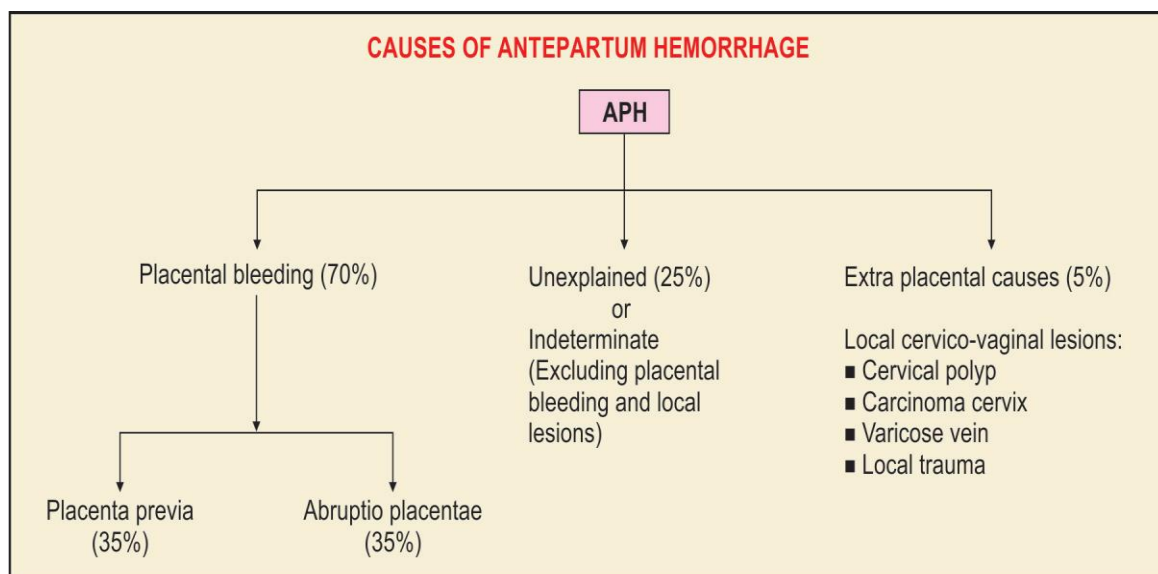 CAUSES OF ANTEPARTUM HEMORRHAGE
APH
Placental bleeding (70%)
Placenta previa
(35%)
Abruptio placentae
(35%)
Unexplained (25%)
or
Indeterminate
(Excluding placental
bleeding and local
lesions)
Extra placental causes (5%)
Local cervico-vaginal lesions:
■ Cervical polyp
■ Carcinoma cervix
■ Varicose vein
■ Local trauma